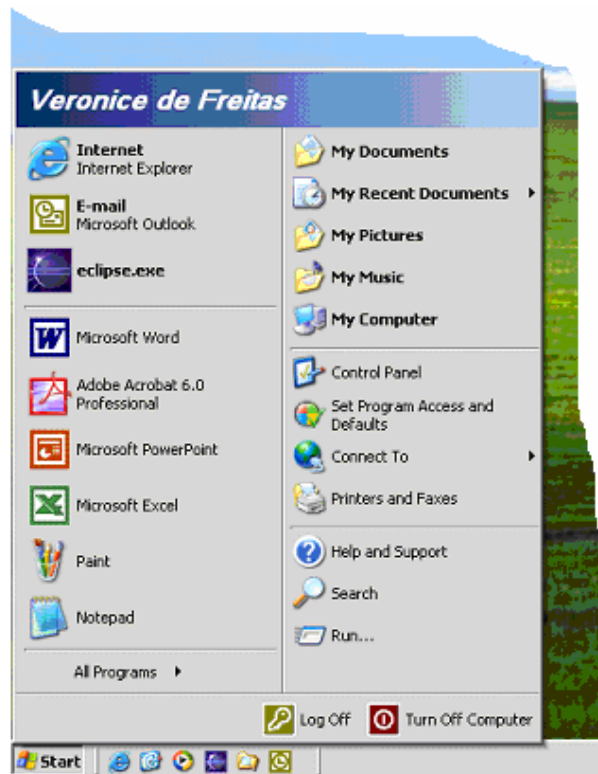 Veronice de Freitas
Internet
Internet Explorer
E-mail
Microsoft Outlook
eclipse.exe
Microsoft Word
Adobe Acrobat 6.0
Professional
Microsoft PowerPoint
Microsoft Excel
Paint
Notepad
All Programs
My Documents
My Recent Documents
My Pictures
My Music
My Computer
Control Panel
Set Program Access and
Defaults
Connect To
Printers and Faxes
Help and Support
Search
Run...
Log Off
Turn Off Computer
Start